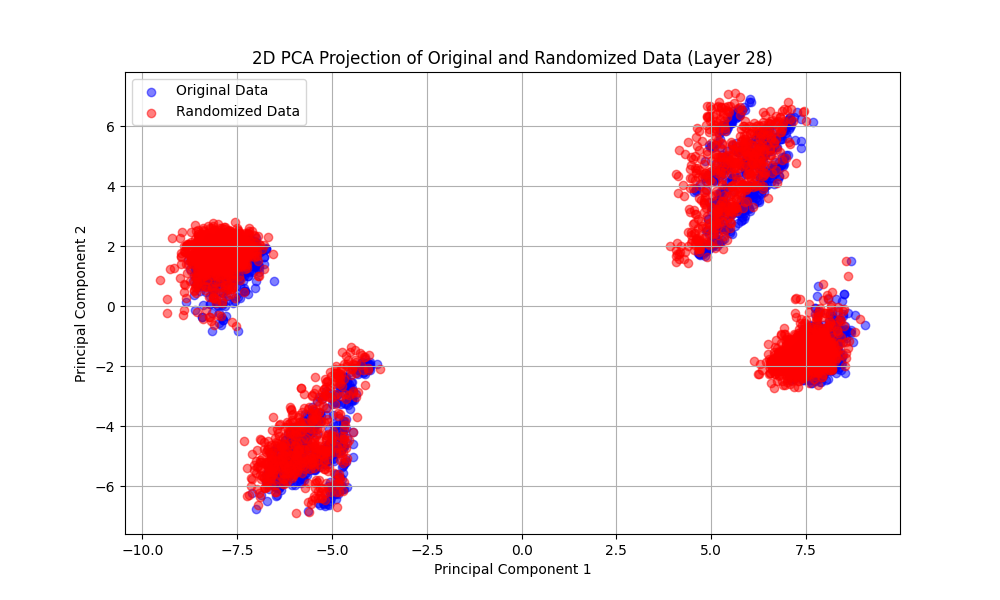 2D PCA Projection of Original and Randomized Data (Layer 28)
Original Data
Randomized Data
Principal Component 2
6
4
2
0
−2
−4
−6
−10.0 −7.5 −5.0 −2.5 0.0 2.5 5.0 7.5
Principal Component 1